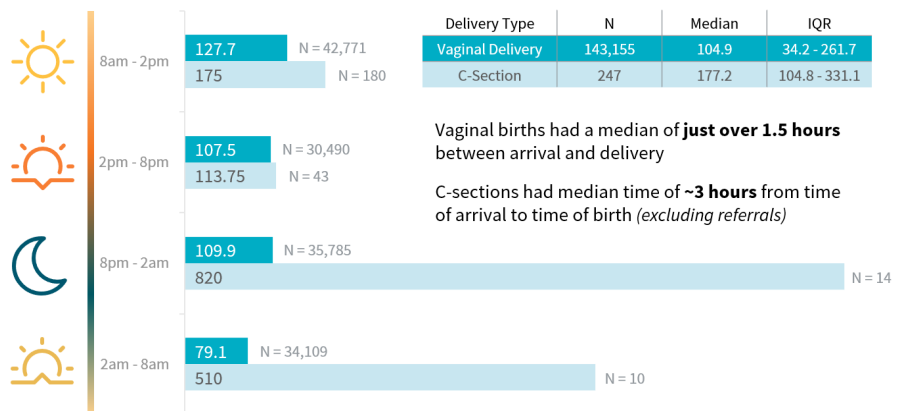 Delivery Type N Median IQR
Vaginal Delivery 143,155 104.9 34.2 - 261.7
C-Section 247 177.2 104.8 - 331.1
8am - 2pm
127.7 N = 42,771
175 N = 180
Vaginal births had a median of just over 1.5 hours
between arrival and delivery
C-sections had median time of ~3 hours from time
of arrival to time of birth (excluding referrals)
2pm - 8pm
107.5 N = 30,490
113.75 N = 43
8pm - 2am
109.9 N = 35,785
820 N = 14
2am - 8am
79.1 N = 34,109
510 N = 10